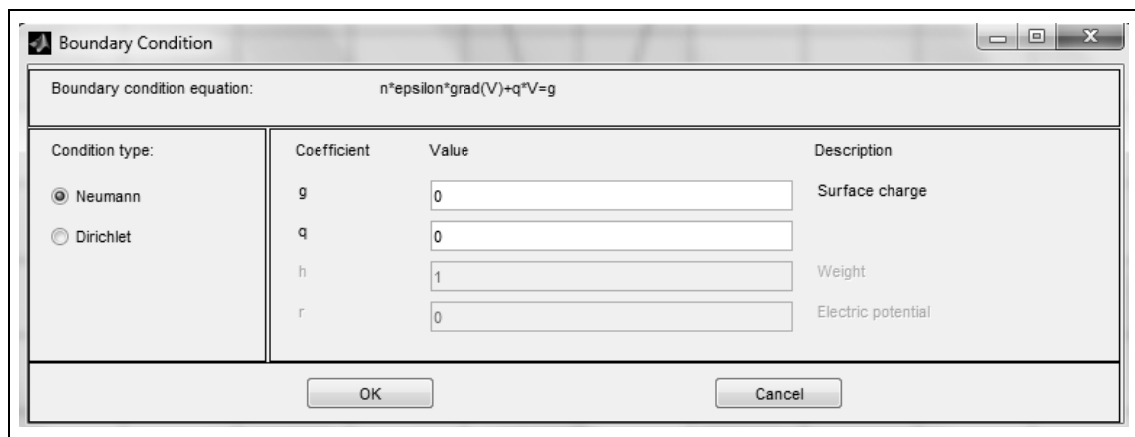 Boundary Condition
Boundary condition equation: n*epsilon*grad(V)+q*V=g
Condition type:
Neumann
Dirichlet
Coefficient Value Description
g 0 Surface charge
q 0
h 1 Weight
r 0 Electric potential
OK Cancel